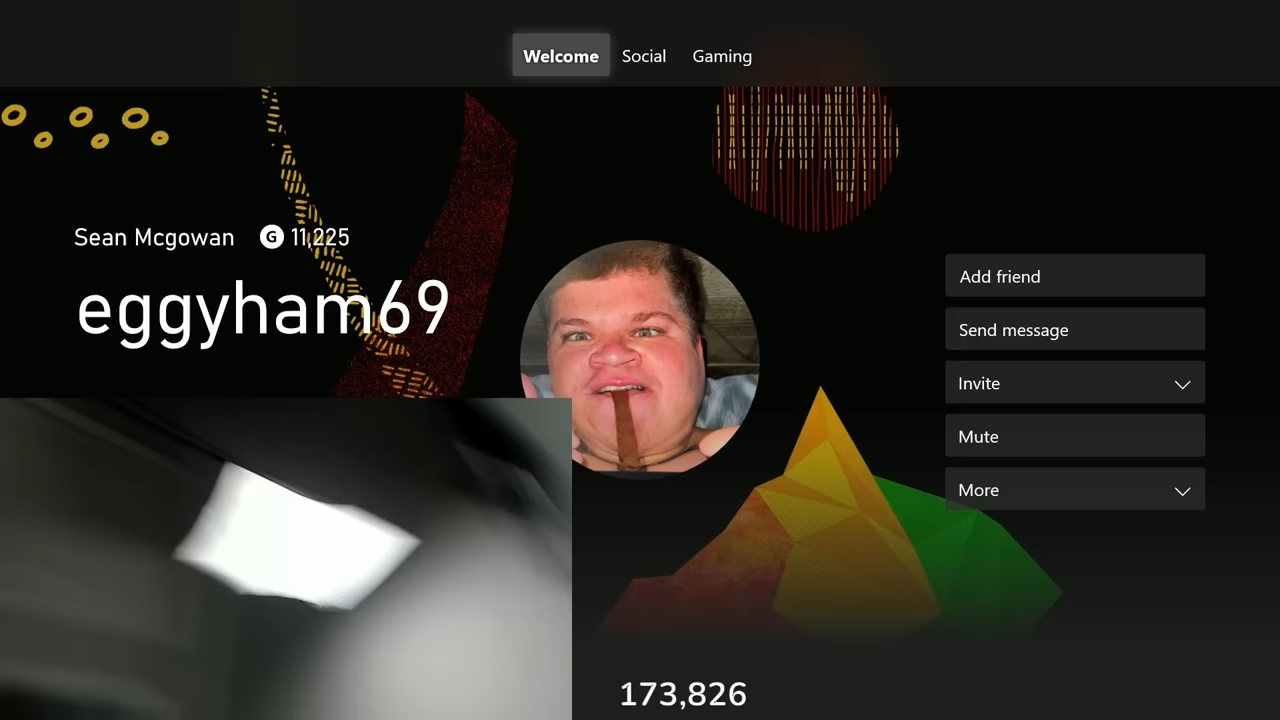 Welcome Social Gaming
Sean Mcgowan G 11,225
eggyham69
Add friend
Send message
Invite
Mute
More
173,826